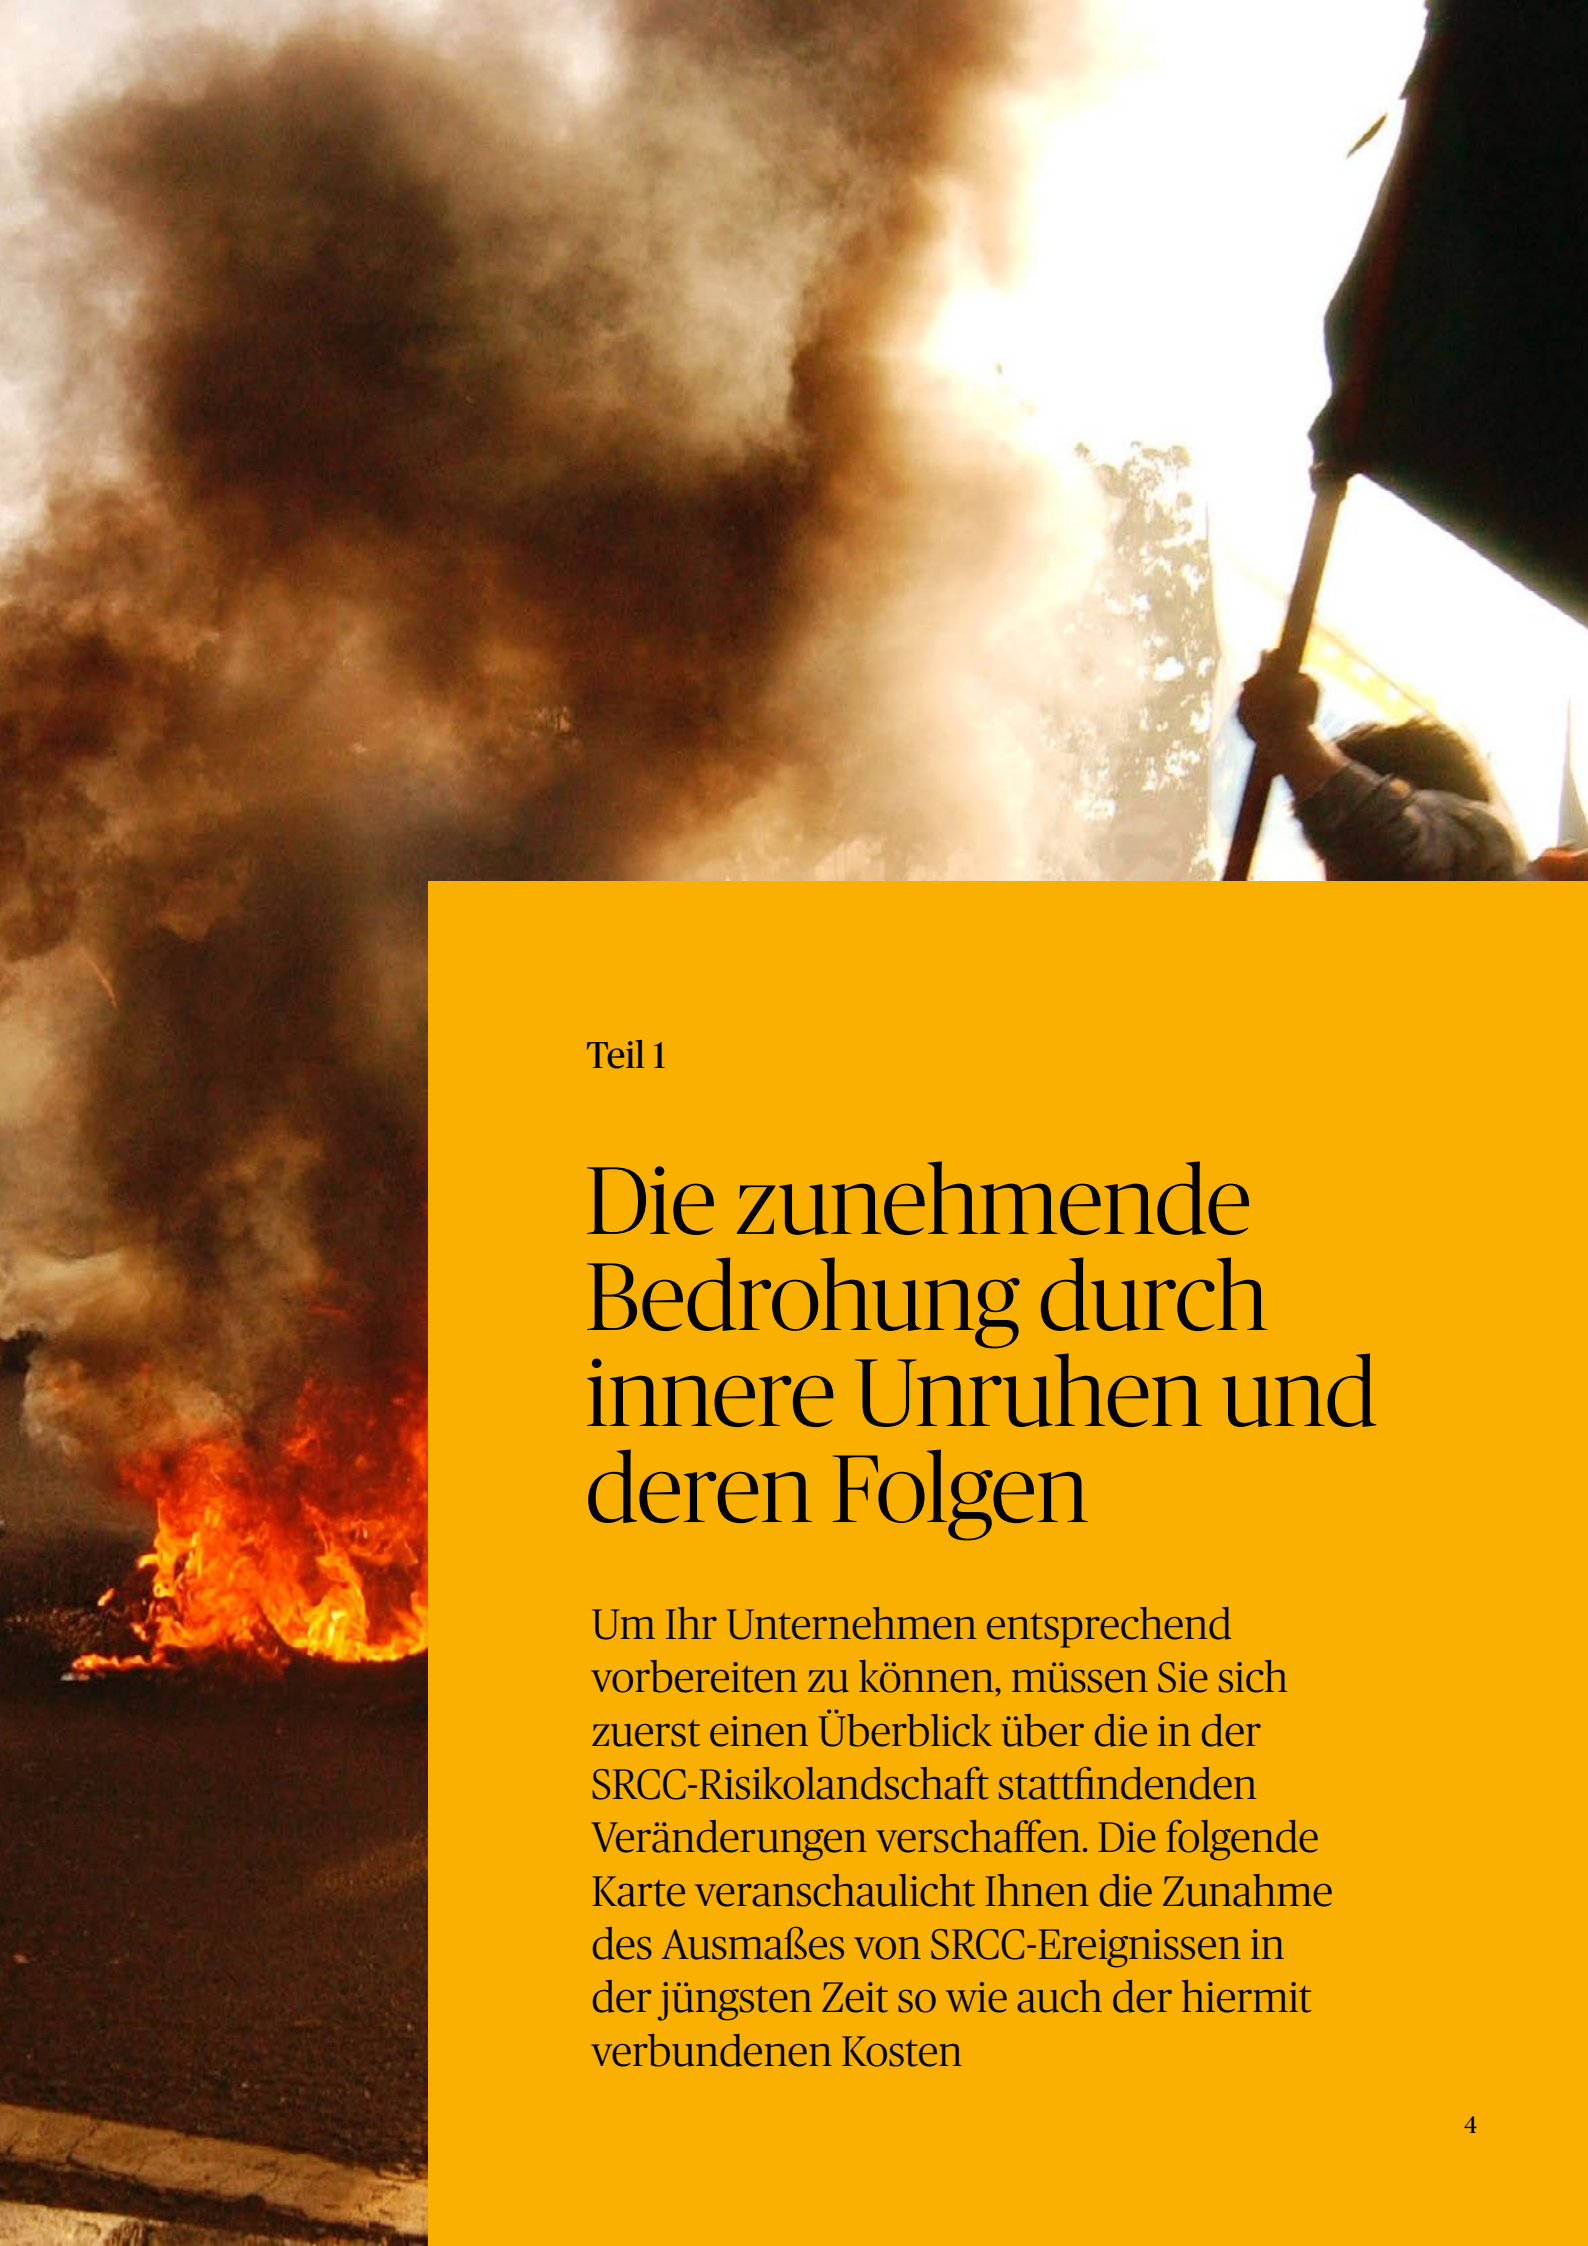 Teil 1
Die zunehmende
Bedrohung durch
innere Unruhen und
deren Folgen
Um Ihr Unternehmen entsprechend
vorbereiten zu können, müssen Sie sich
zuerst einen Überblick über die in der
SRCC-Risikolandschaft stattfindenden
Veränderungen verschaffen. Die folgende
Karte veranschaulicht Ihnen die Zunahme
des Ausmaßes von SRCC-Ereignissen in
der jüngsten Zeit so wie auch der hiermit
verbundenen Kosten
4